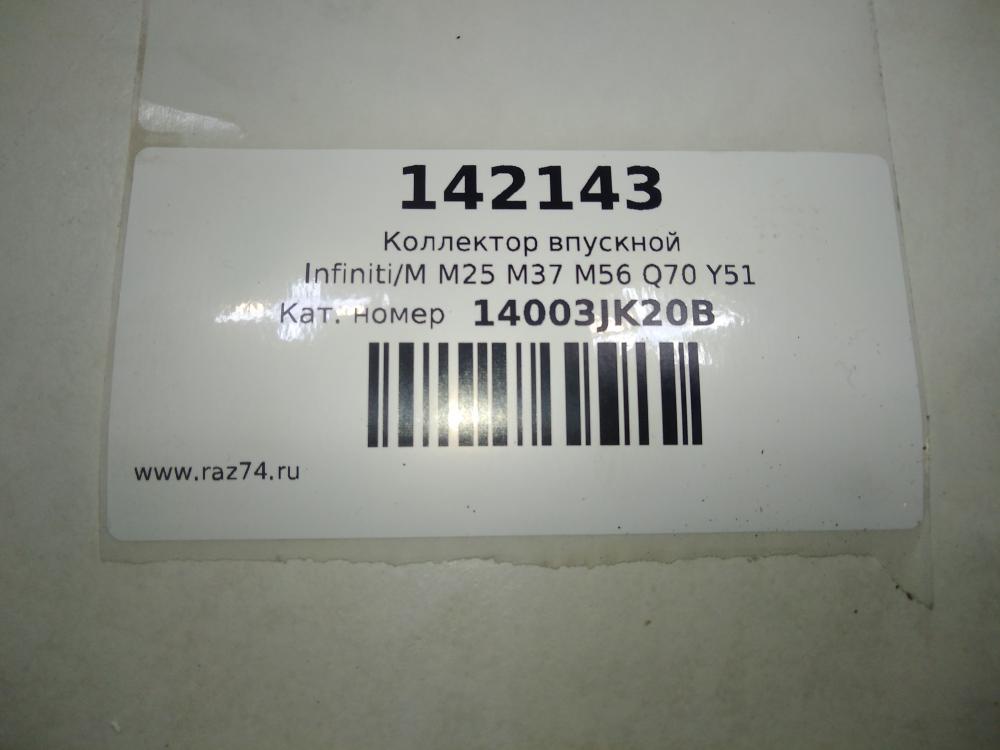 142143
Коллектор впускной
Infiniti/M M25 M37 M56 Q70 Y51
Кат. номер 14003JK20B
www.raz74.ru